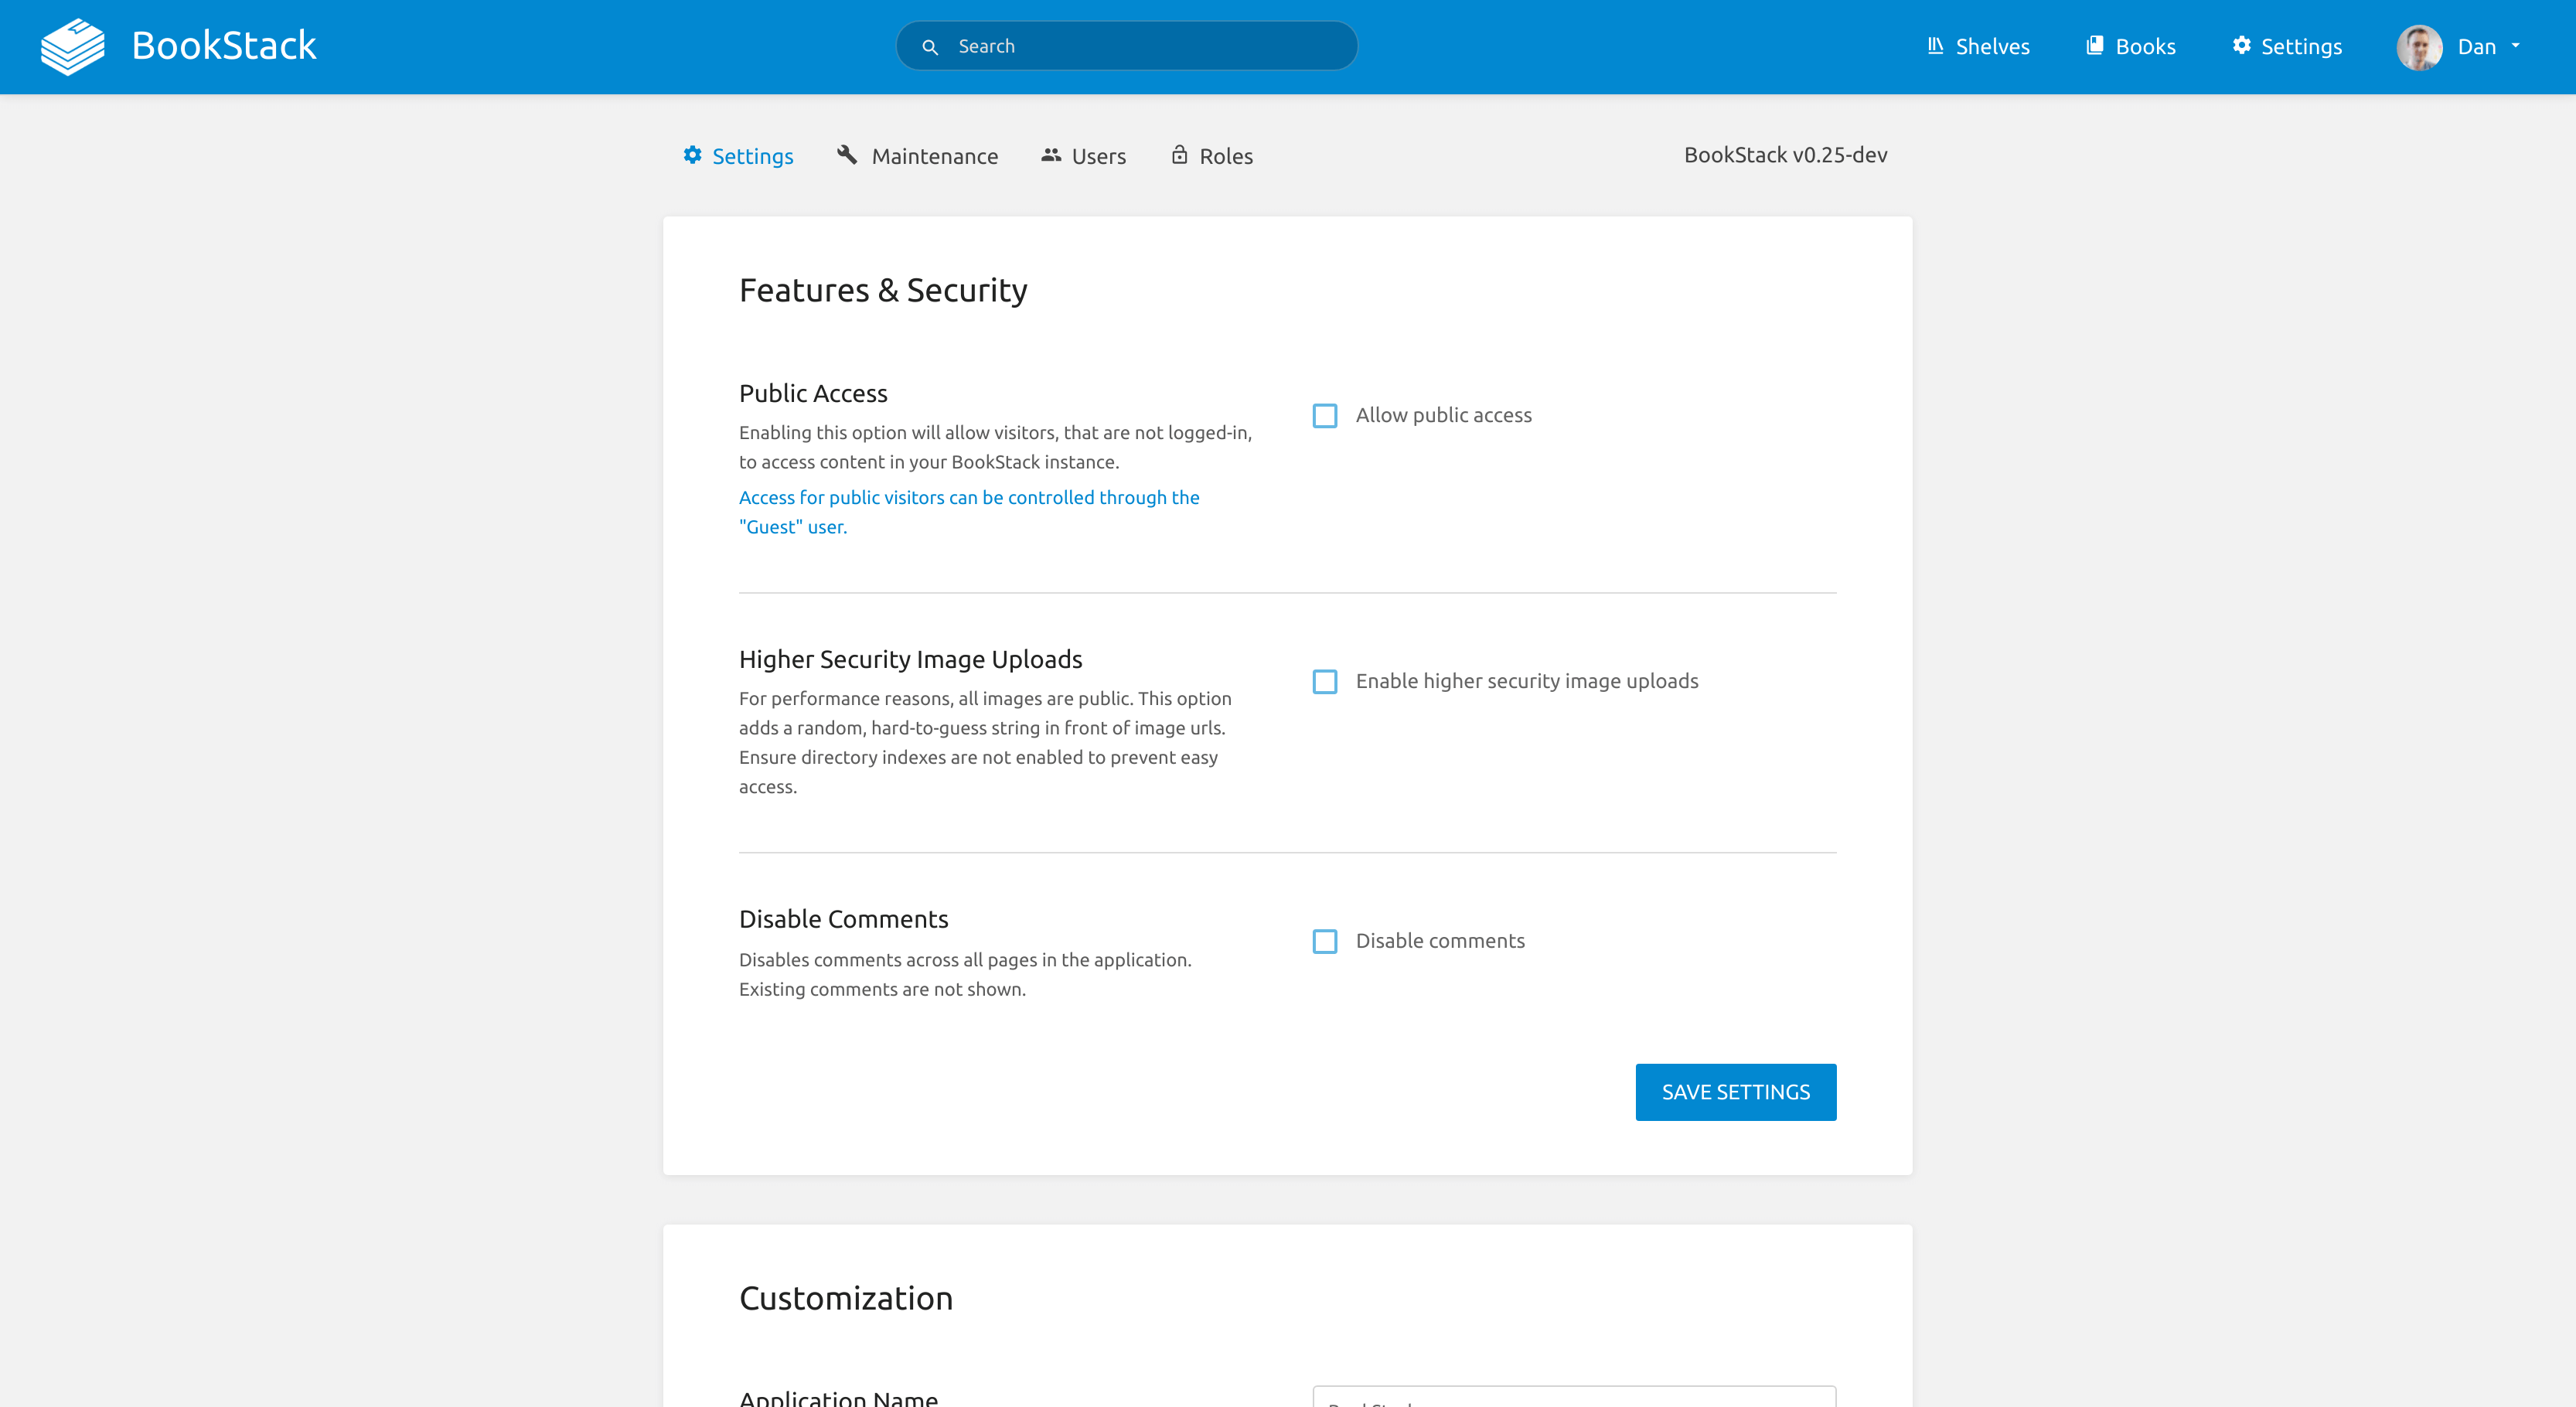 BookStack
Search
Shelves
Books
Settings
Dan
Settings
Maintenance
Users
Roles
BookStack v0.25-dev
Features & Security
Public Access
Enabling this option will allow visitors, that are not logged-in,
to access content in your BookStack instance.
Access for public visitors can be controlled through the
"Guest" user.
Allow public access
Higher Security Image Uploads
For performance reasons, all images are public. This option
adds a random, hard-to-guess string in front of image urls.
Ensure directory indexes are not enabled to prevent easy
access.
Enable higher security image uploads
Disable Comments
Disables comments across all pages in the application.
Existing comments are not shown.
Disable comments
SAVE SETTINGS
Customization
Application Name